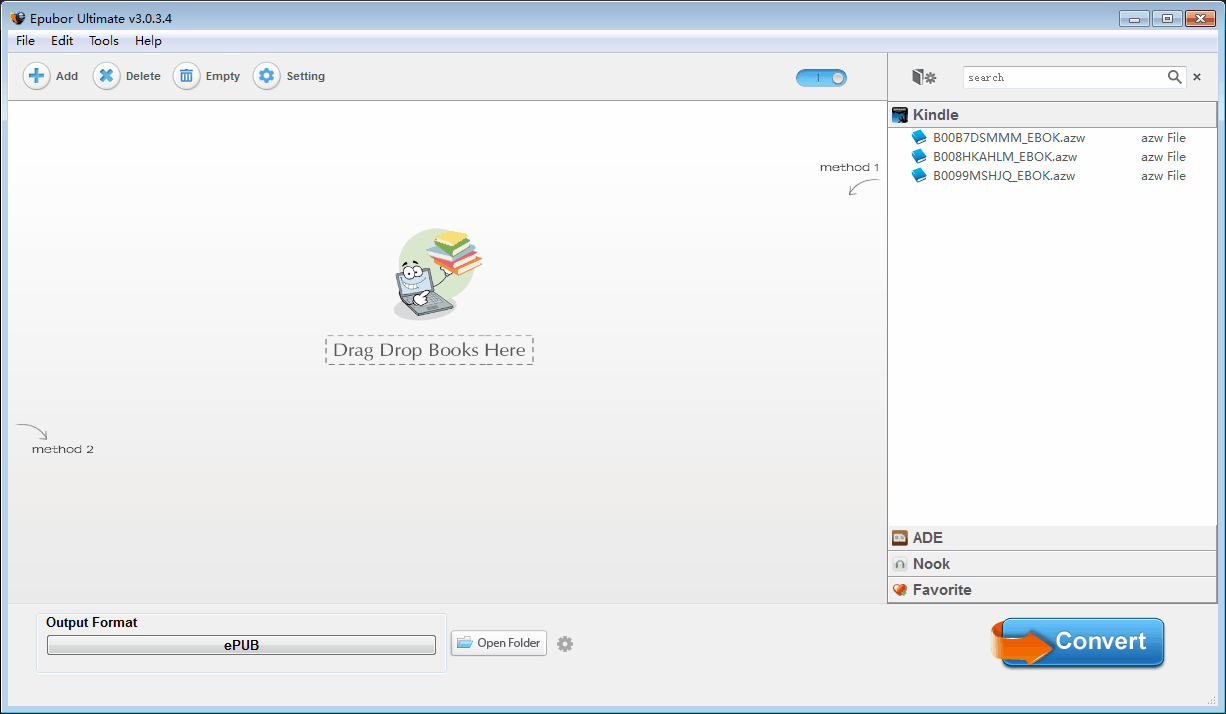 Epubor Ultimate v3.0.3.4
File Edit Tools Help
Add Delete Empty Setting
1
search
Kindle
B00B7DSMMM_EBOK.azw azw File
B008HKAHLM_EBOK.azw azw File
B0099MSHJQ_EBOK.azw azw File
method 1
Drag Drop Books Here
method 2
ADE
Nook
Favorite
Output Format
ePUB
Open Folder
Convert